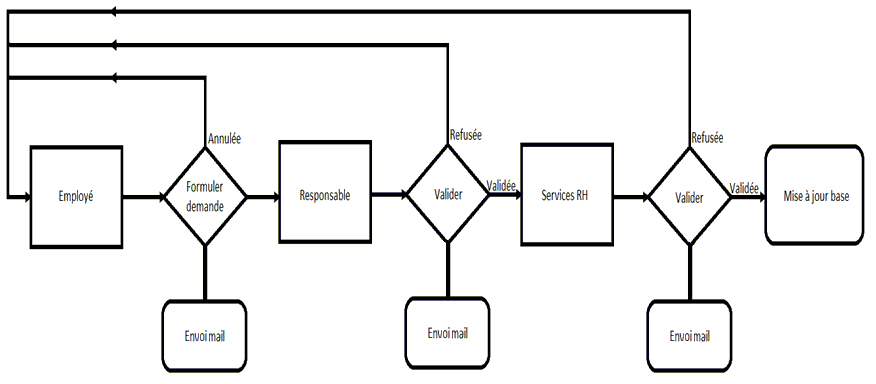 Annulée
Refusée
Refusée
Employé
Formuler
demande
Responsable
Valider
Validée
Services RH
Valider
Validée
Mise à jour base
Envoi mail
Envoi mail
Envoi mail